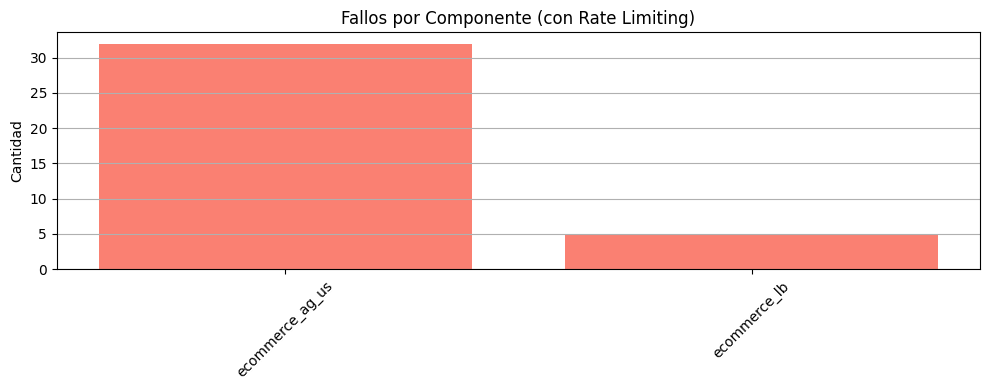 Fallos por Componente (con Rate Limiting)
Cantidad
30
25
20
15
10
5
0
ecommerce_ag_us
ecommerce_lb